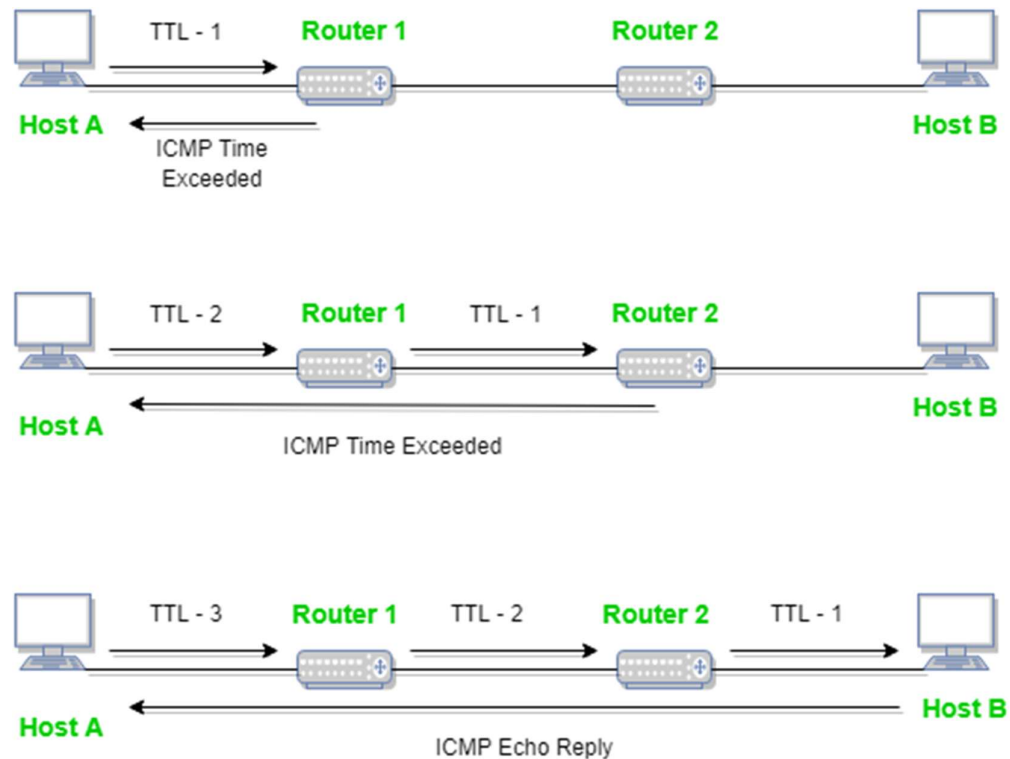 TTL - 1
Router 1
Router 2
Host A
Host B
ICMP Time
Exceeded
TTL - 2
Router 1
TTL - 1
Router 2
Host A
Host B
ICMP Time Exceeded
TTL - 3
Router 1
TTL - 2
Router 2
TTL - 1
Host A
Host B
ICMP Echo Reply